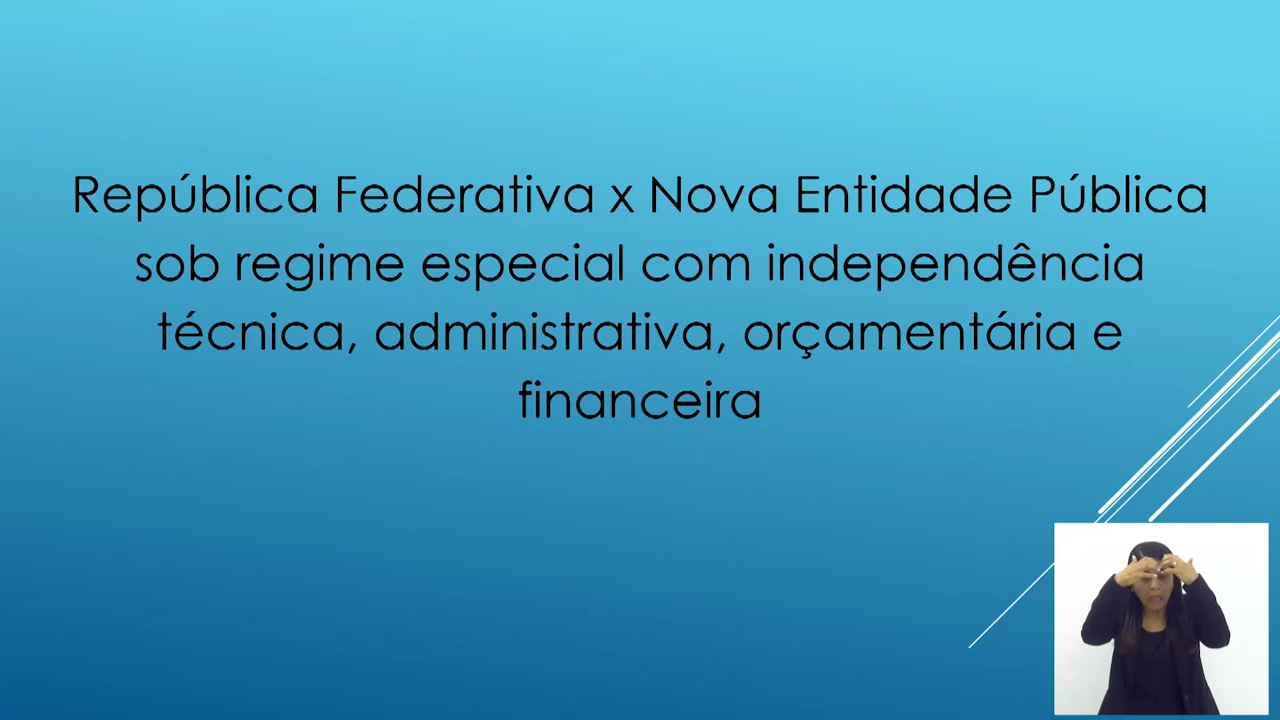 República Federativa x Nova Entidade Pública
sob regime especial com independência
técnica, administrativa, orçamentária e
financeira